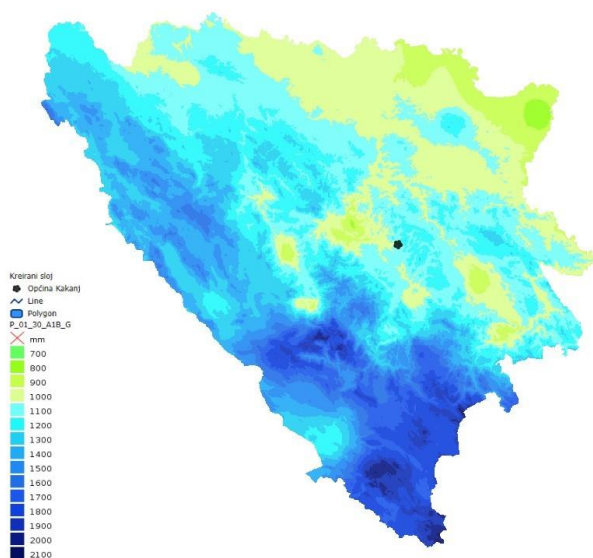 Kreirani sloj
Općina Kakanj
Line
Polygon
P_01_30_A1B_G
mm
700
800
900
1000
1100
1200
1300
1400
1500
1600
1700
1800
1900
2000
2100